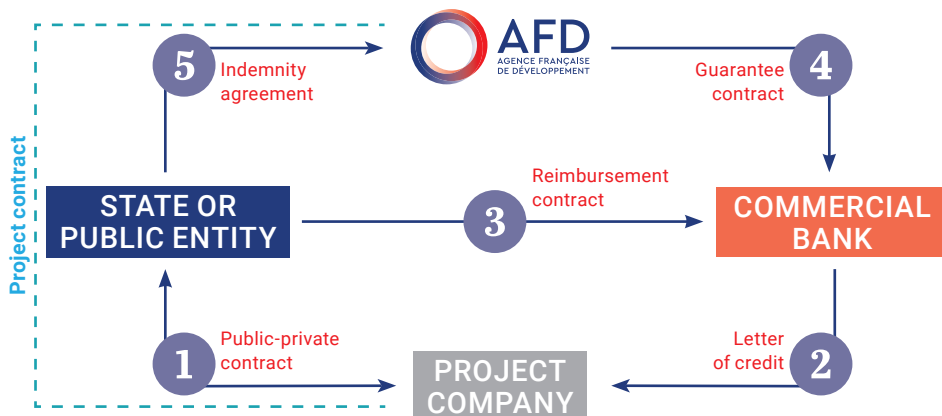 AFD
AGENCE FRANÇAISE
DE DÉVELOPPEMENT
5
Indemnity
agreement
Guarantee
contract
4
Project contract
STATE OR
PUBLIC ENTITY
3
Reimbursement
contract
COMMERCIAL
BANK
1
Public-private
contract
PROJECT
COMPANY
Letter
of credit
2